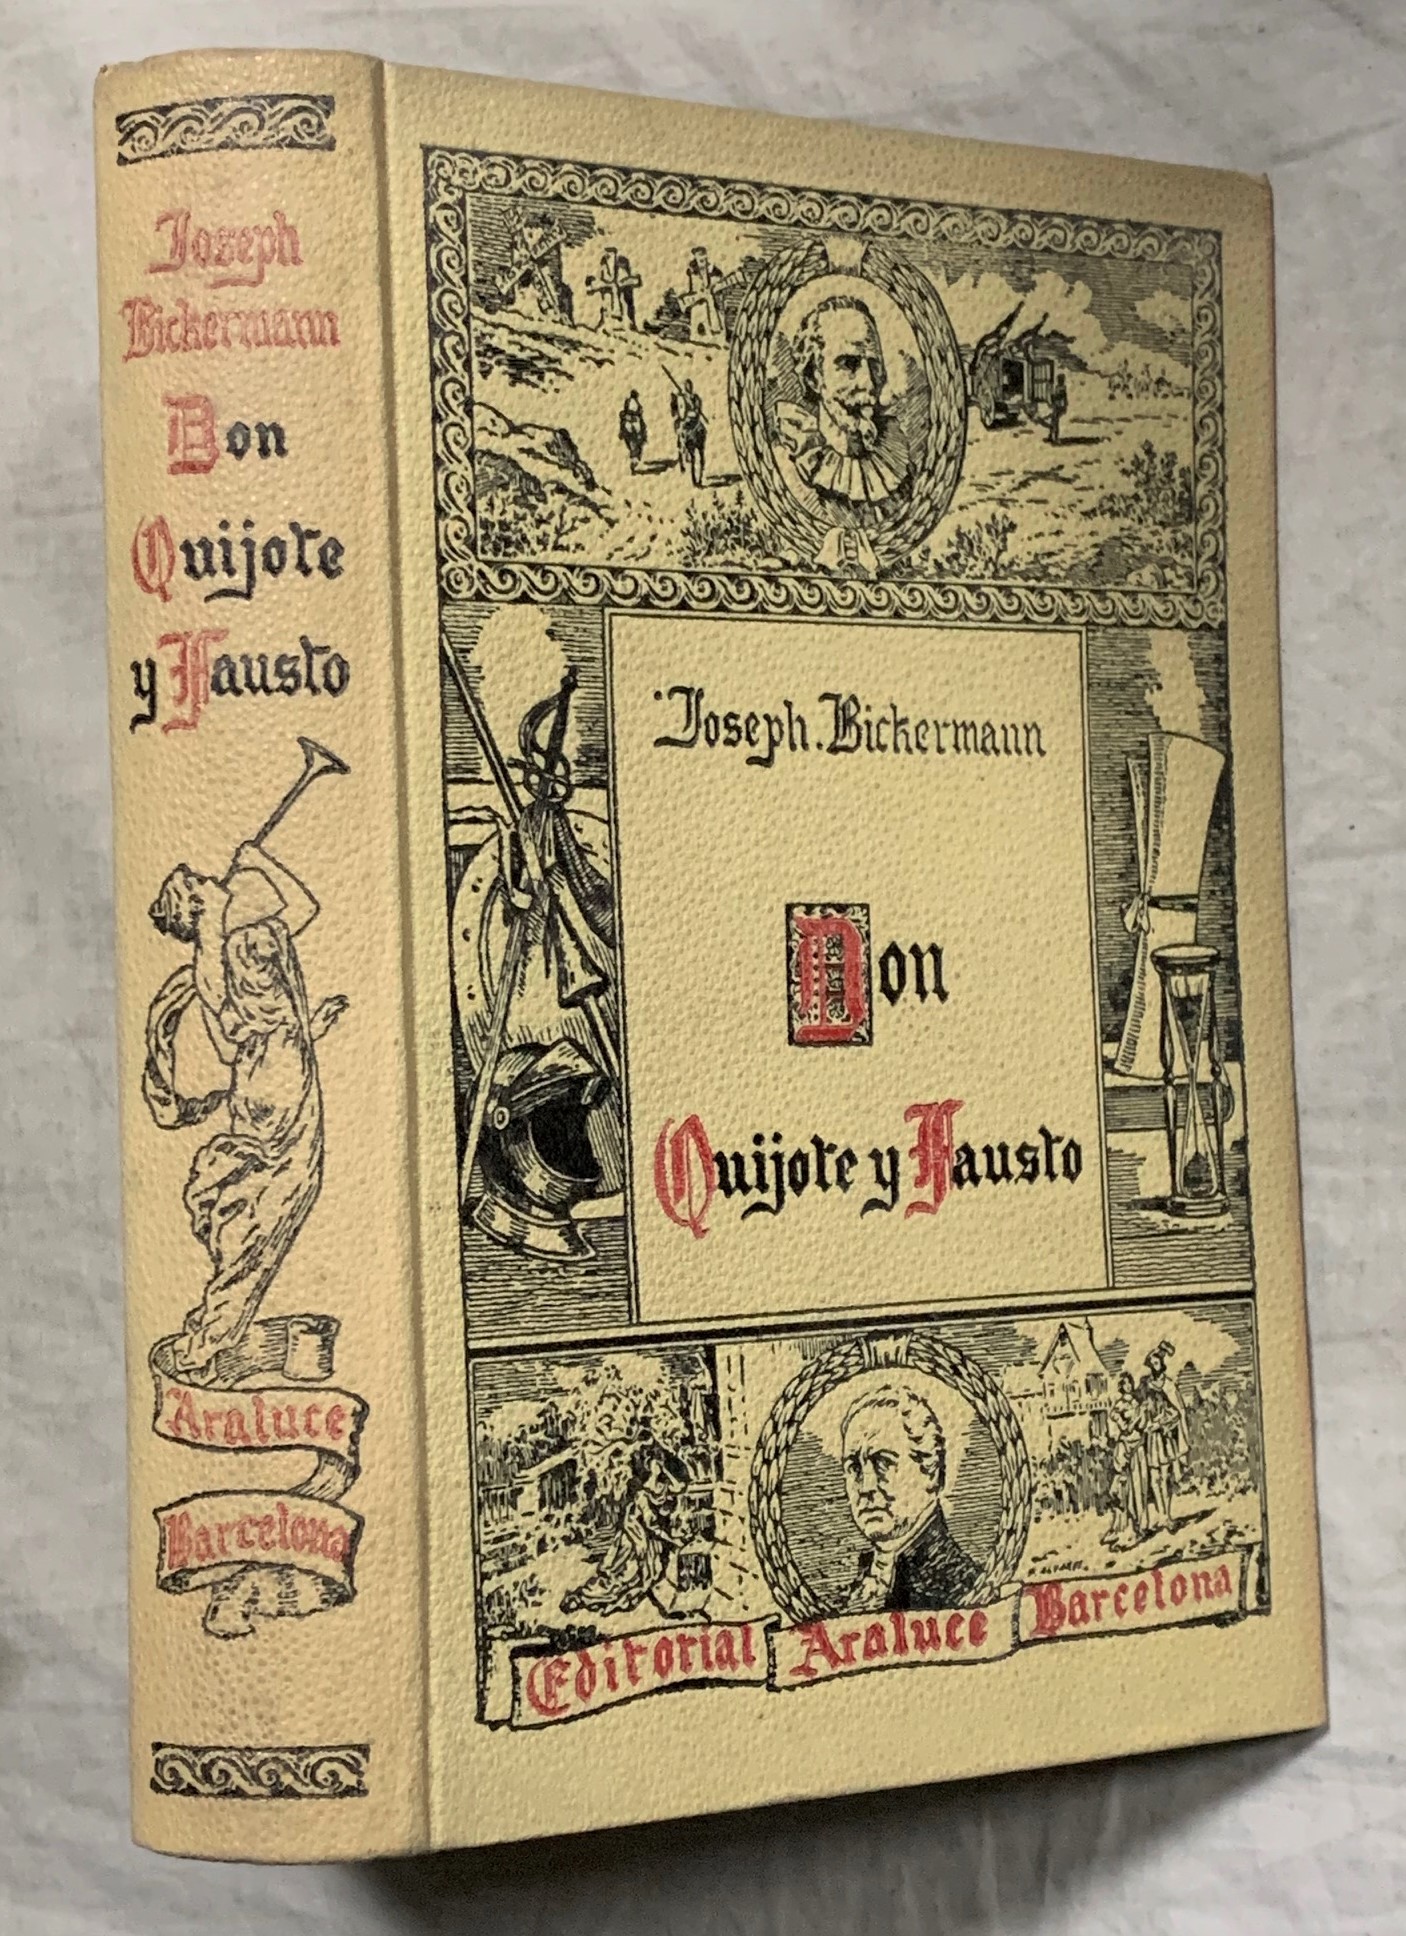 Joseph
Bickermann
Don
Quijote
y Fausto
Araluce
Barcelona
Joseph. Bickermann
Don
Quijote y Fausto
Editorial Araluce Barcelona